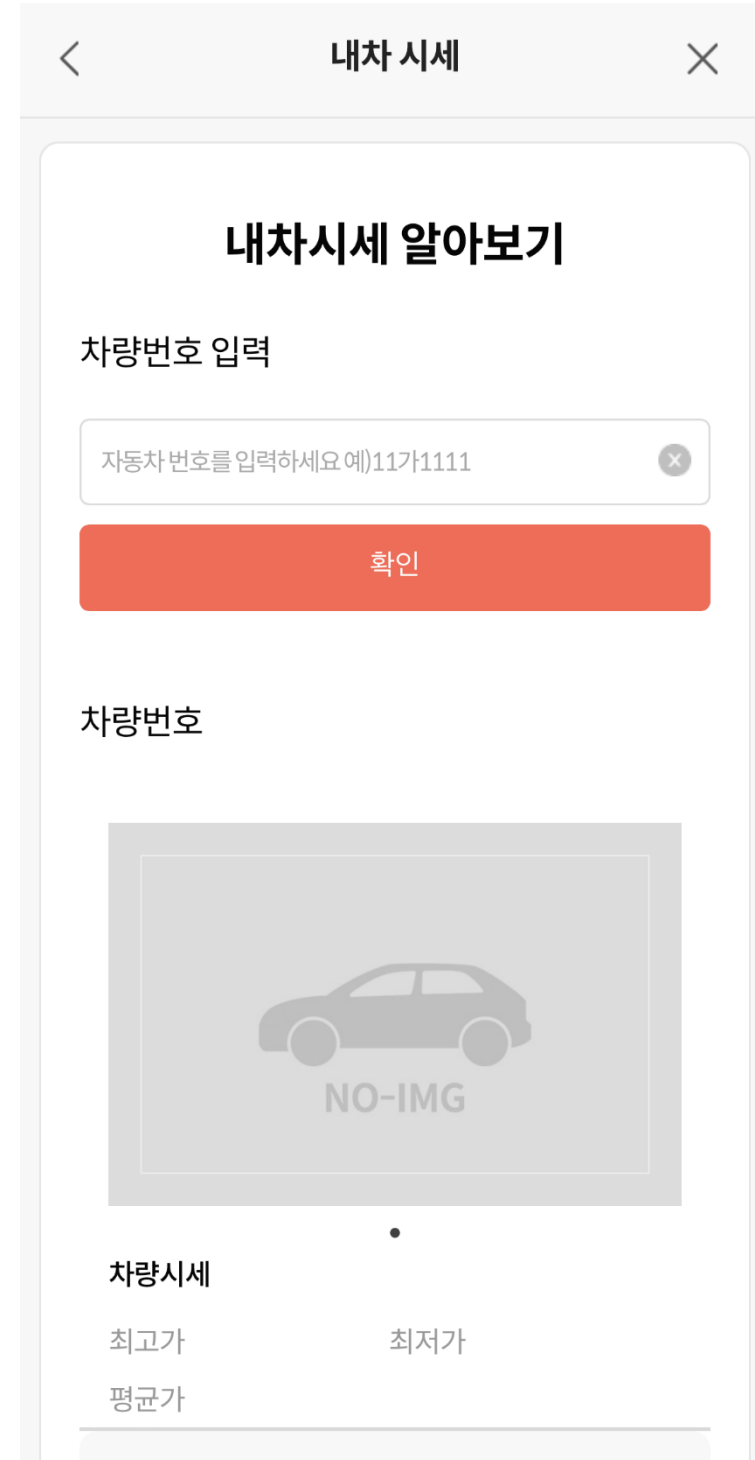 내차 시세
내차시세 알아보기
차량번호 입력
자동차 번호를 입력하세요 예)11가1111
확인
차량번호
NO-IMG
차량시세
최고가 최저가
평균가